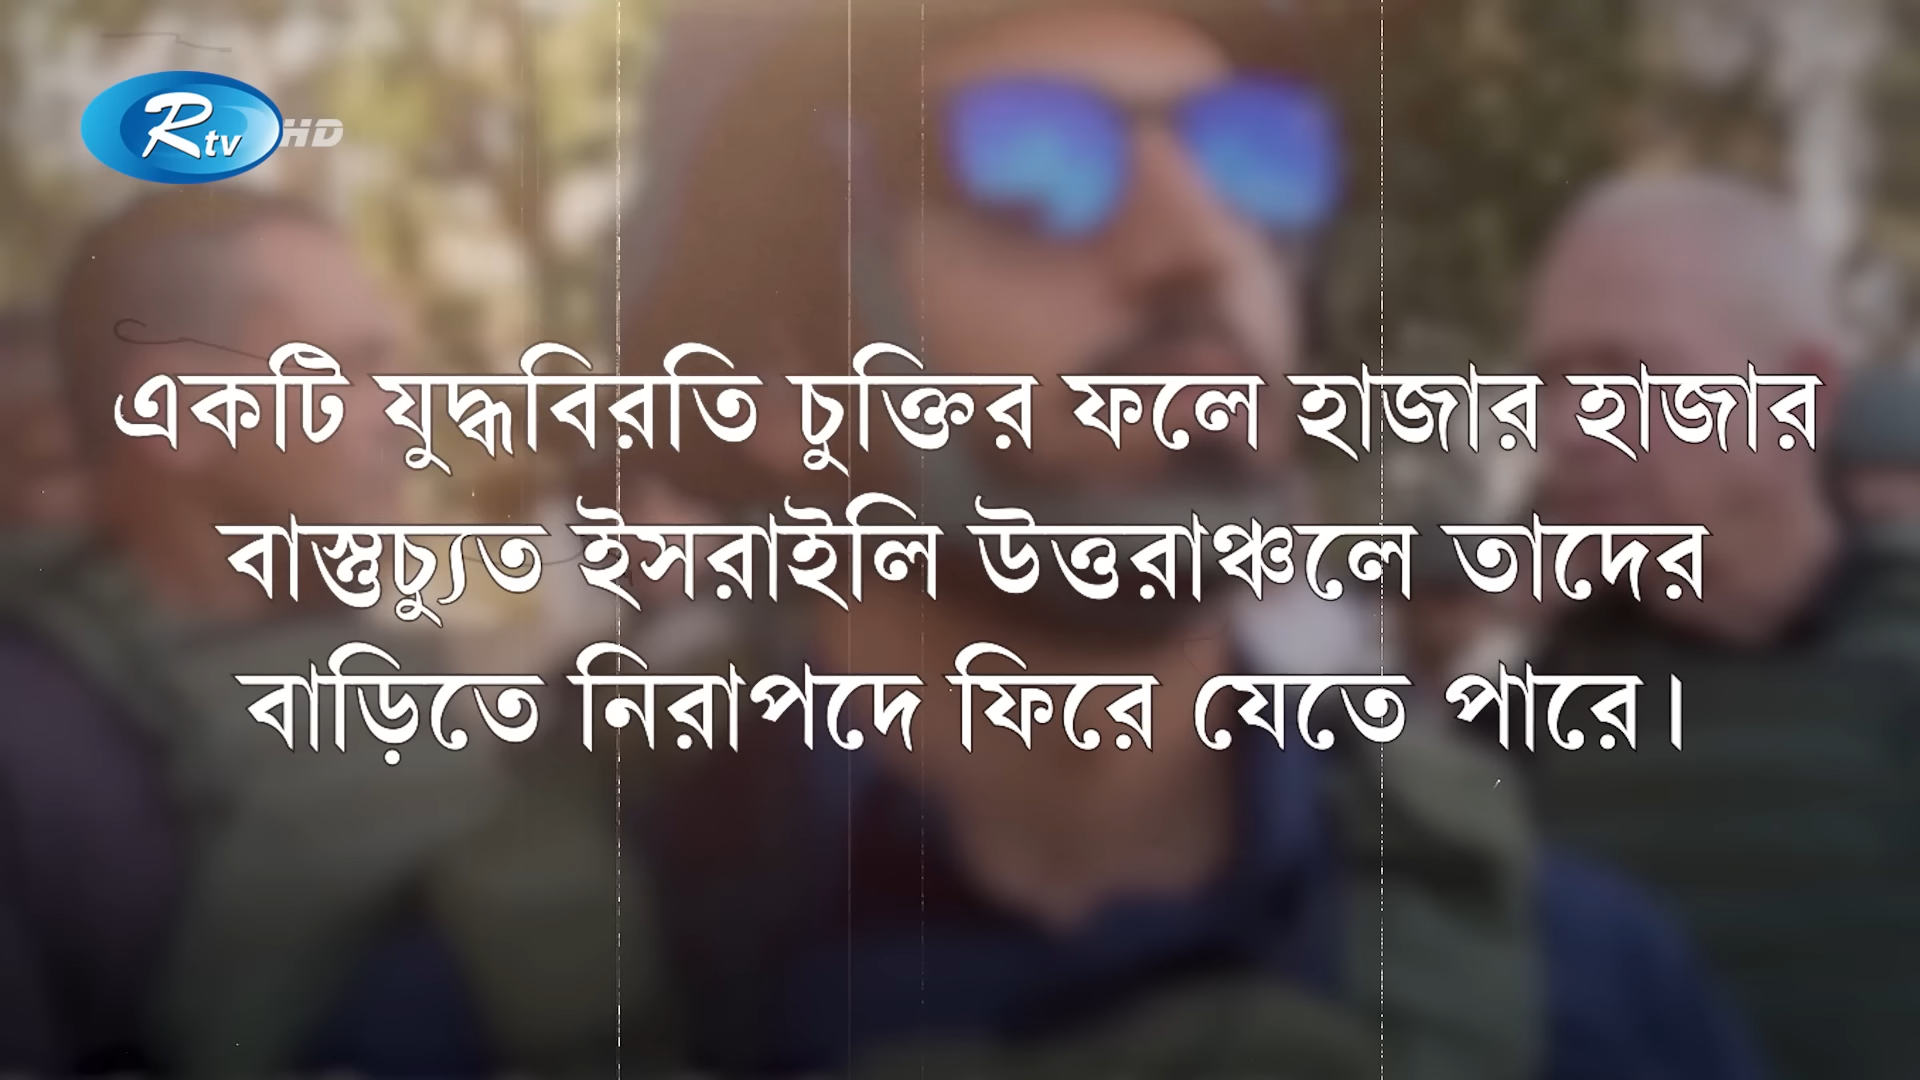 Rtv HD
একটি যুদ্ধবিরতি চুক্তির ফলে হাজার হাজার
বাস্তুচ্যুত ইসরাইলি উত্তরাঞ্চলে তাদের
বাড়িতে নিরাপদে ফিরে যেতে পারে।